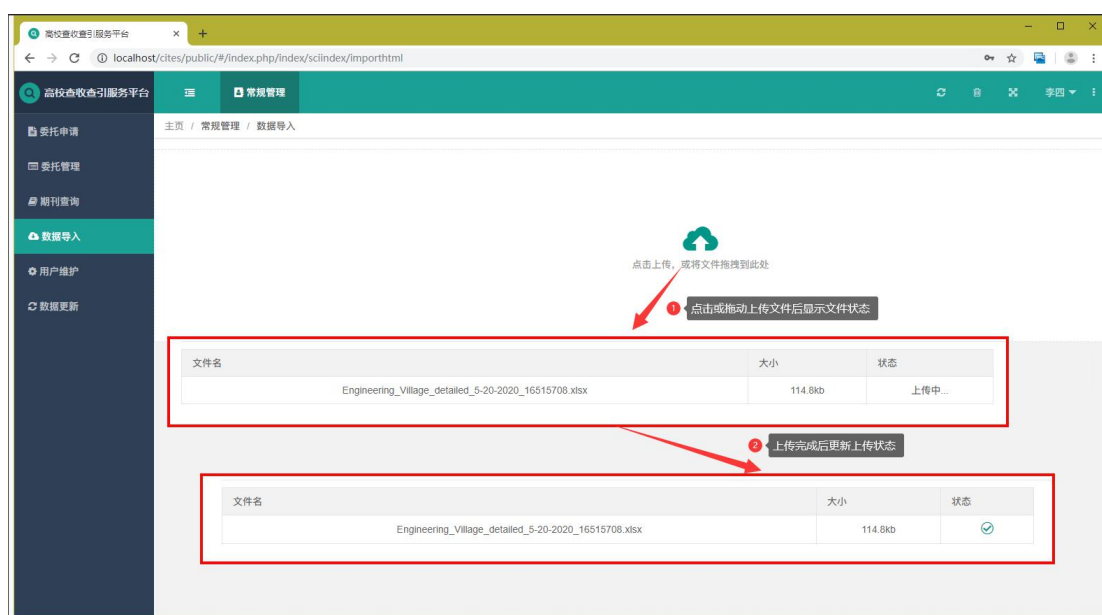 高校查收查引服务平台
localhost/cites/public/#/index.php/index/sciindex/importhtml
高校查收查引服务平台
常规管理
李四
委托申请
主页 / 常规管理 / 数据导入
委托管理
期刊查询
数据导入
用户维护
数据更新
点击上传，或将文件拖拽到此处
1 点击或拖动上传文件后显示文件状态
文件名 大小 状态
Engineering_Village_detailed_5-20-2020_16515708.xlsx 114.8kb 上传中...
2 上传完成后更新上传状态
文件名 大小 状态
Engineering_Village_detailed_5-20-2020_16515708.xlsx 114.8kb